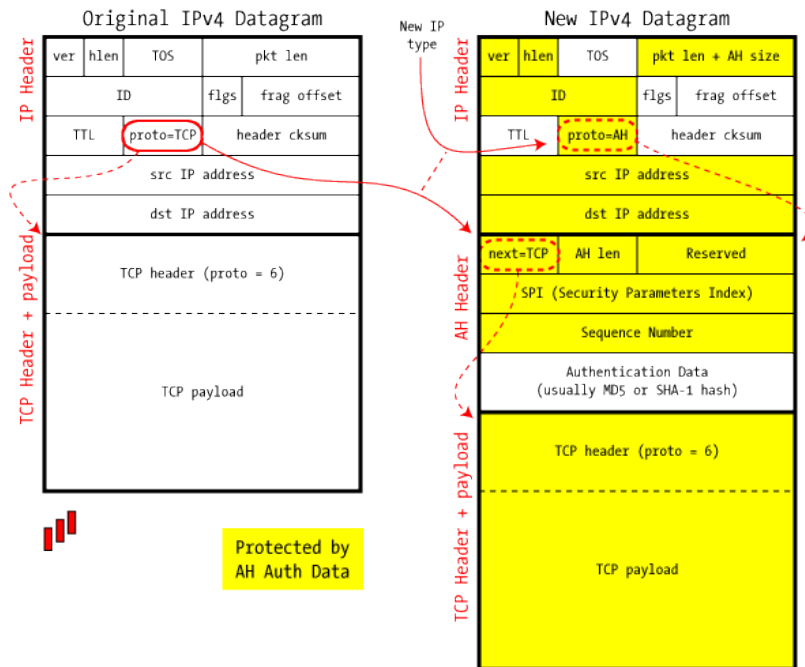 Original IPv4 Datagram
IP Header
ver hlen TOS pkt len
ID flgs frag offset
TTL proto=TCP header cksum
src IP address
dst IP address
TCP Header + payload
TCP header (proto = 6)
TCP payload
New IP
type
New IPv4 Datagram
IP Header
ver hlen TOS pkt len + AH size
ID flgs frag offset
TTL proto=AH header cksum
src IP address
dst IP address
AH Header
next=TCP AH len Reserved
SPI (Security Parameters Index)
Sequence Number
Authentication Data
(usually MD5 or SHA-1 hash)
TCP Header + payload
TCP header (proto = 6)
TCP payload
Protected by
AH Auth Data